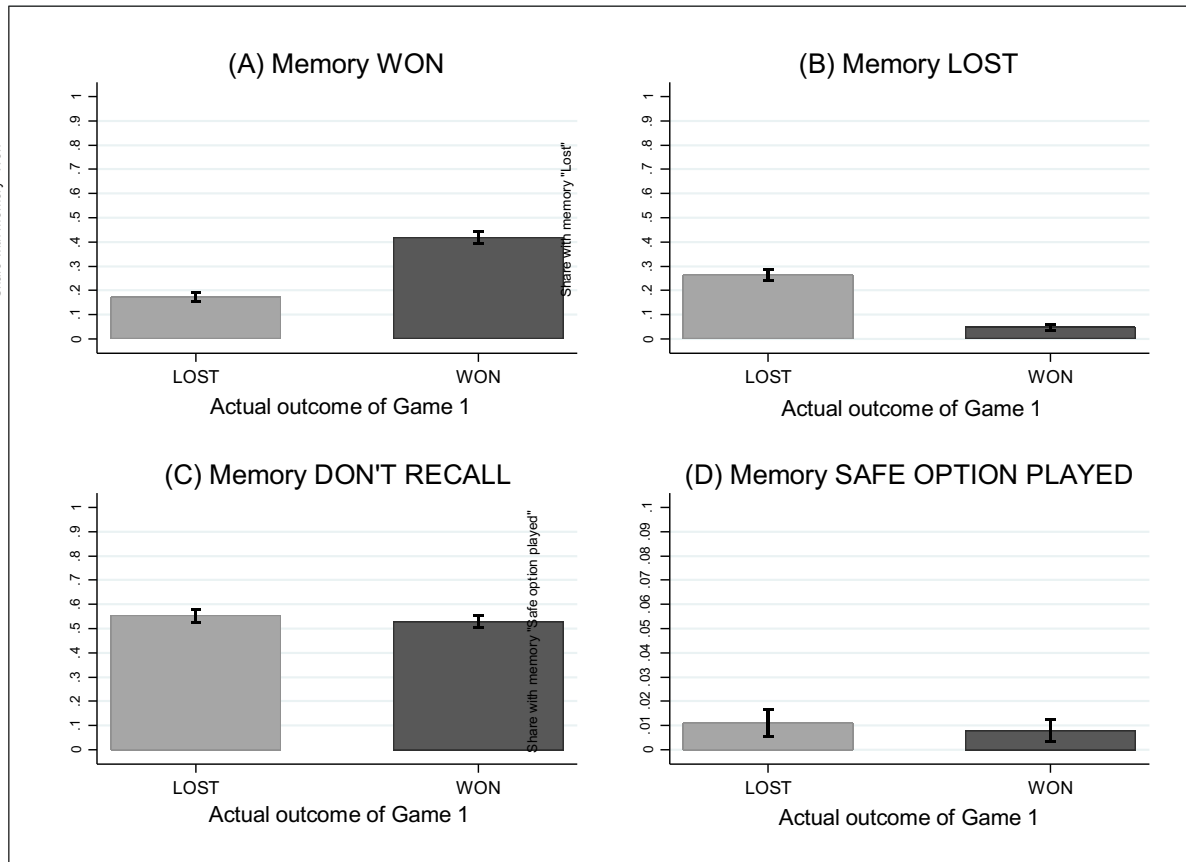 (A) Memory WON
1
.9
.8
.7
.6
.5
.4
.3
.2
.1
0
LOST
WON
Actual outcome of Game 1
(B) Memory LOST
Share with memory "Lost"
1
.9
.8
.7
.6
.5
.4
.3
.2
.1
0
LOST
WON
Actual outcome of Game 1
(C) Memory DON'T RECALL
1
.9
.8
.7
.6
.5
.4
.3
.2
.1
0
LOST
WON
Actual outcome of Game 1
(D) Memory SAFE OPTION PLAYED
Share with memory "Safe option played"
.1
.09
.08
.07
.06
.05
.04
.03
.02
.01
0
LOST
WON
Actual outcome of Game 1